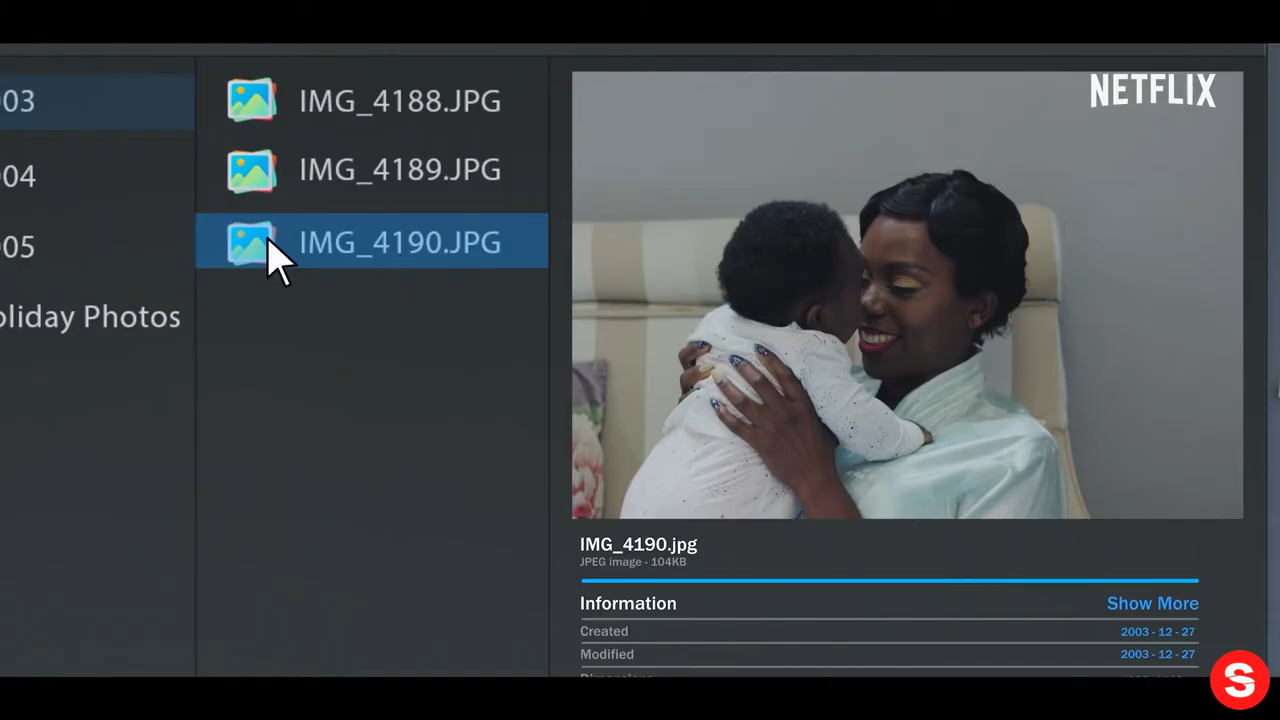 NETFLIX
03
IMG_4188.JPG
IMG_4189.JPG
04
IMG_4190.JPG
05
oliday Photos
IMG_4190.jpg
JPEG image - 104KB
Information
Show More
Created
2003 - 12 - 27
Modified
2003 - 12 - 27
S